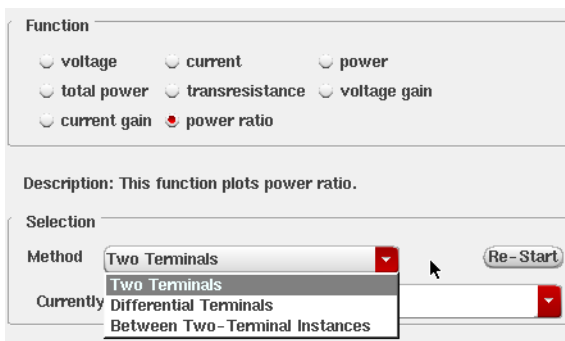 Function
voltage current power
total power transresistance voltage gain
current gain power ratio
Description: This function plots power ratio.
Selection
Method Two Terminals Re-Start
Two Terminals
Currently Differential Terminals
Between Two-Terminal Instances